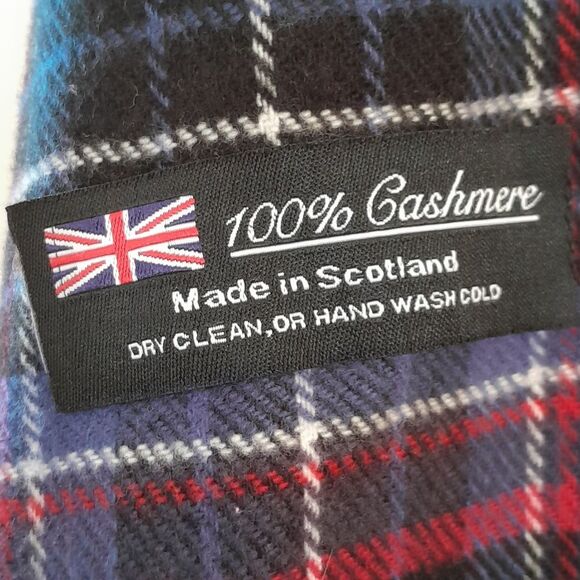 100% Cashmere
Made in Scotland
DRY CLEAN,OR HAND WASH COLD